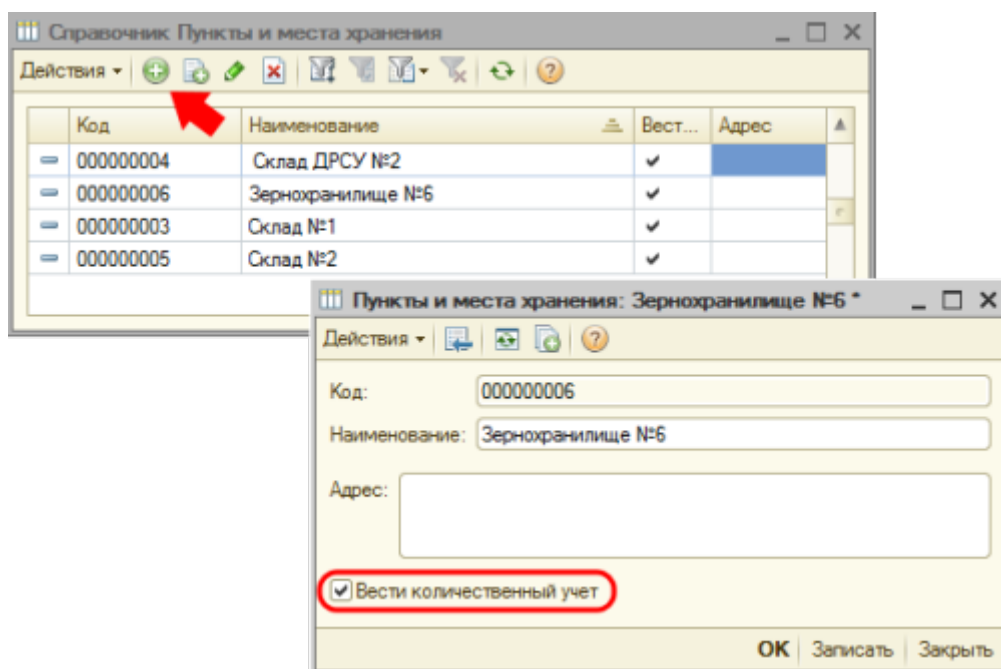 Справочник Пункты и места хранения
Действия
Код Наименование Вест... Адрес
000000004 Склад ДРСУ №2
000000006 Зернохранилище №6
000000003 Склад №1
000000005 Склад №2
Пункты и места хранения: Зернохранилище №6 *
Действия
Код: 000000006
Наименование: Зернохранилище №6
Адрес:
Вести количественный учет
ОК Записать Закрыть